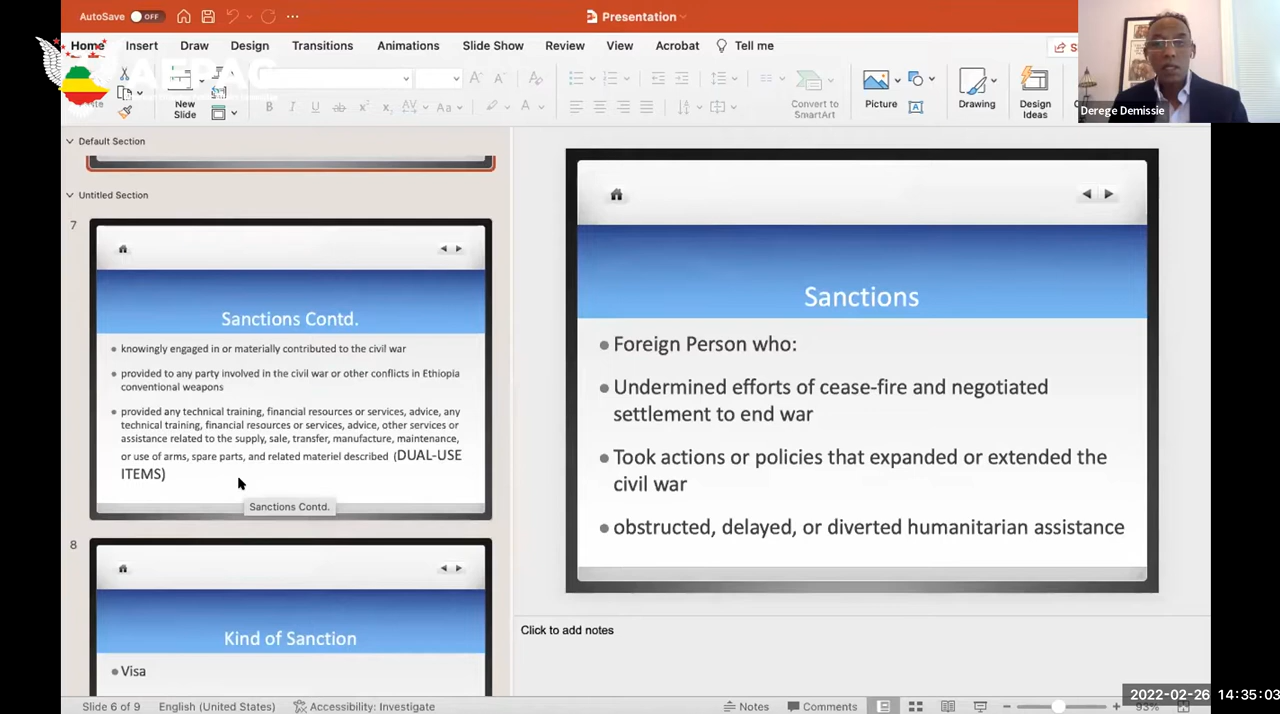 AutoSave OFF
Presentation
Home Insert Draw Design Transitions Animations Slide Show Review View Acrobat Tell me
AEPAC
New
Slide
Convert to
SmartArt
Picture
Drawing
Design
Ideas
Derege Demissie
Default Section
Untitled Section
7
Sanctions Contd.
knowingly engaged in or materially contributed to the civil war
provided to any party involved in the civil war or other conflicts in Ethiopia
conventional weapons
provided any technical training, financial resources or services, advice, any
technical training, financial resources or services, advice, other services or
assistance related to the supply, sale, transfer, manufacture, maintenance,
or use of arms, spare parts, and related materiel described (DUAL-USE
ITEMS)
Sanctions Contd.
8
Kind of Sanction
Visa
Sanctions
Foreign Person who:
Undermined efforts of cease-fire and negotiated
settlement to end war
Took actions or policies that expanded or extended the
civil war
obstructed, delayed, or diverted humanitarian assistance
Click to add notes
2022-02-26 14:35:03
Slide 6 of 9 English (United States) Accessibility: Investigate Notes Comments 93%